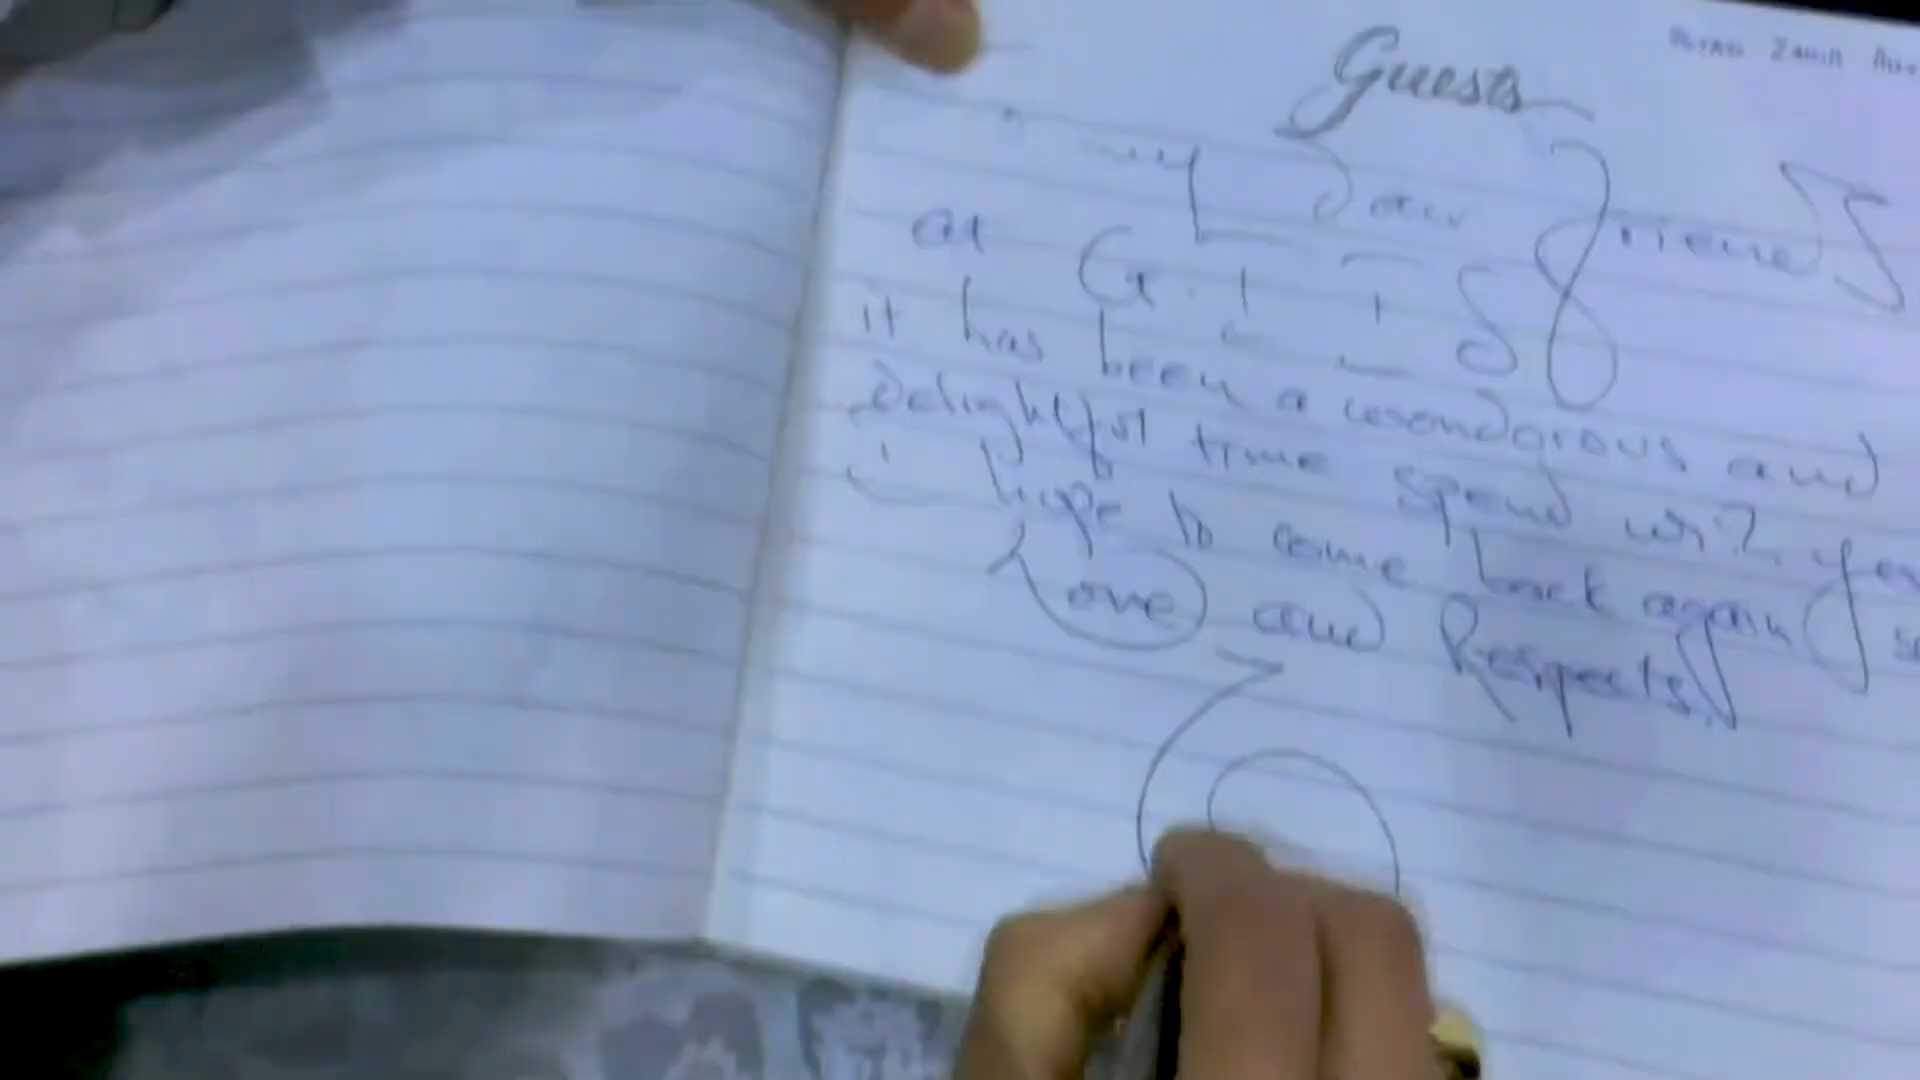 Guests
my Dear Friends
at G.I.I.S
it has been a wondorous and
Delightful time spend with
i hope to come back again
Love and Respects